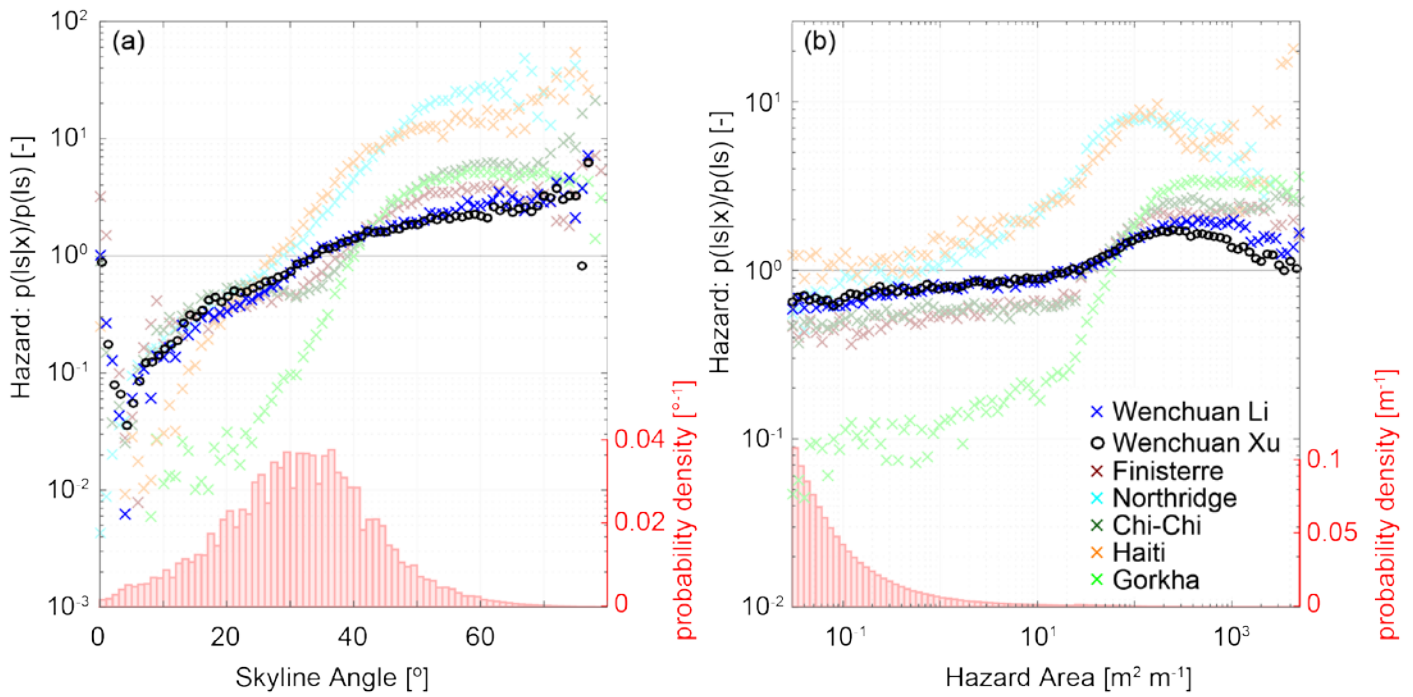 (a)
Hazard: p(ls|x)/p(ls) [-]
10²
10¹
10⁰
10⁻¹
10⁻²
10⁻³
0
20
40
60
Skyline Angle [º]
0.04
0.02
0
probability density [°⁻¹]
(b)
Hazard: p(ls|x)/p(ls) [-]
10¹
10⁰
10⁻¹
10⁻²
10⁻¹
10¹
10³
Hazard Area [m² m⁻¹]
0.1
0.05
0
probability density [m⁻¹]
Wenchuan Li
Wenchuan Xu
Finisterre
Northridge
Chi-Chi
Haiti
Gorkha